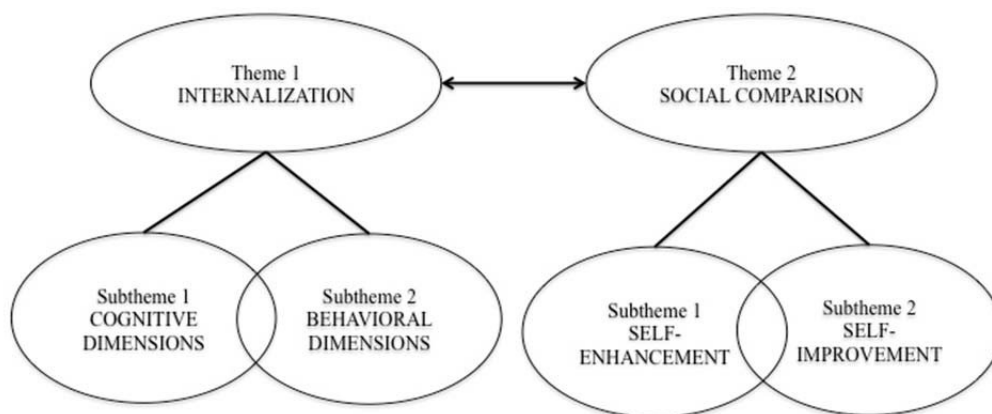 Theme 1
INTERNALIZATION
Theme 2
SOCIAL COMPARISON
Subtheme 1
COGNITIVE
DIMENSIONS
Subtheme 2
BEHAVIORAL
DIMENSIONS
Subtheme 1
SELF-
ENHANCEMENT
Subtheme 2
SELF-
IMPROVEMENT